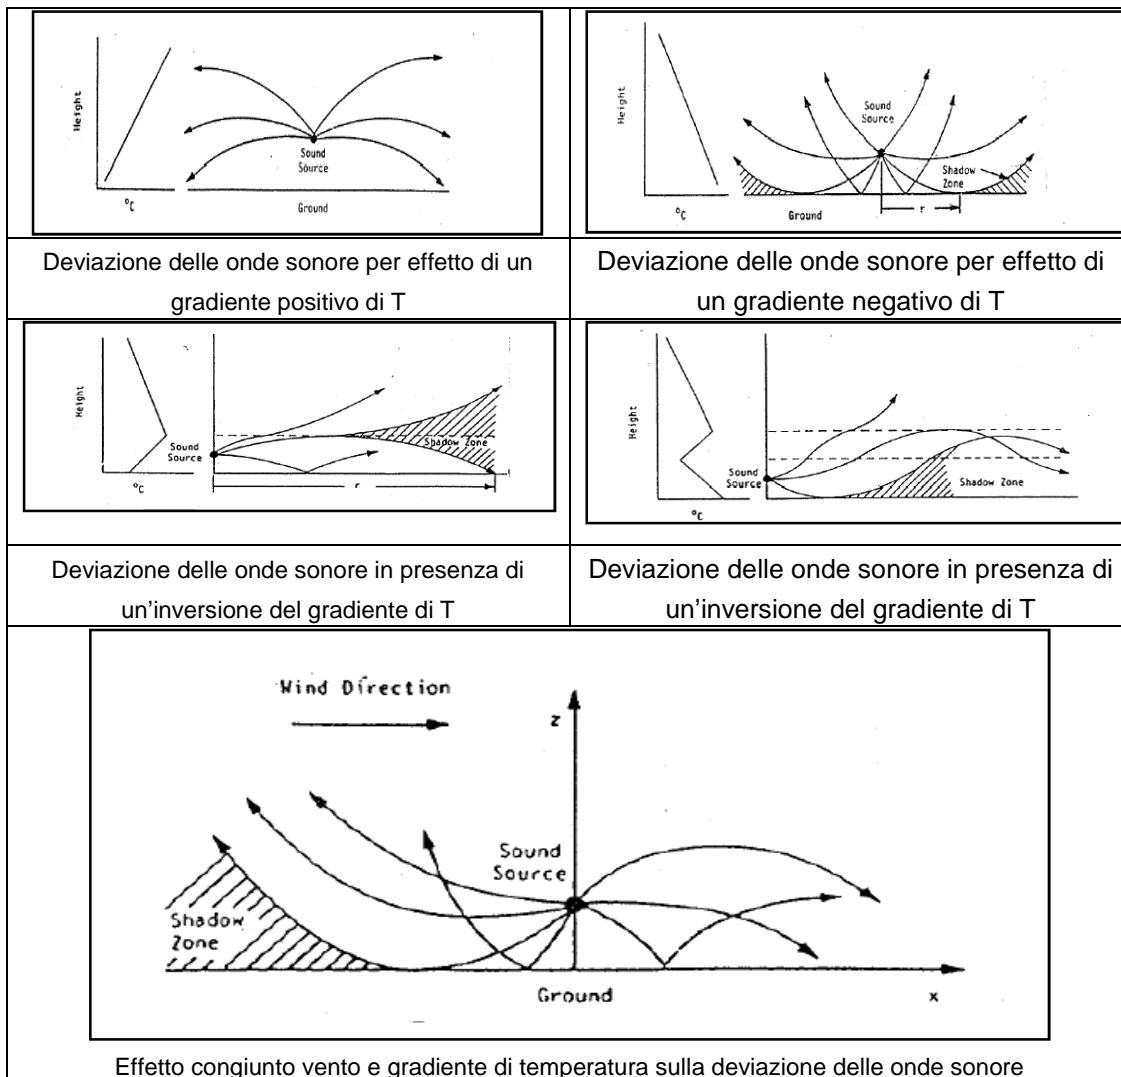 Height
°C
Sound
Source
Ground
Height
°C
Sound
Source
Shadow
Zone
Ground
r
Deviazione delle onde sonore per effetto di un
gradiente positivo di T
Deviazione delle onde sonore per effetto di
un gradiente negativo di T
Height
°C
Sound
Source
Shadow Zone
r
Height
°C
Sound
Source
Shadow Zone
Deviazione delle onde sonore in presenza di
un'inversione del gradiente di T
Deviazione delle onde sonore in presenza di
un'inversione del gradiente di T
Wind Direction
z
Sound
Source
Shadow
Zone
Ground
x
Effetto congiunto vento e gradiente di temperatura sulla deviazione delle onde sonore